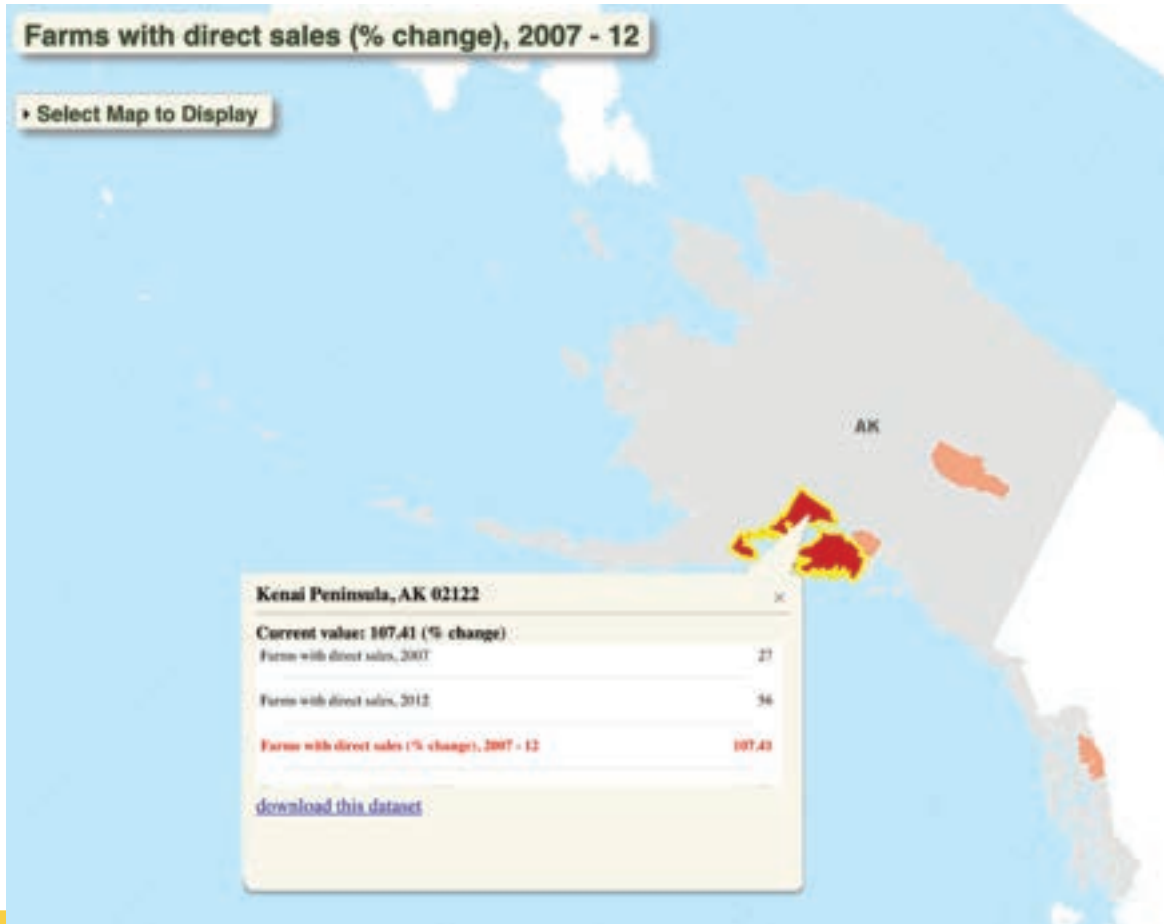 Farms with direct sales (% change), 2007 - 12
▸ Select Map to Display
AK
Kenai Peninsula, AK 02122 ×
Current value: 107.41 (% change)
Farms with direct sales, 2007 27
Farms with direct sales, 2012 56
Farms with direct sales (% change), 2007 - 12 107.41
download this dataset